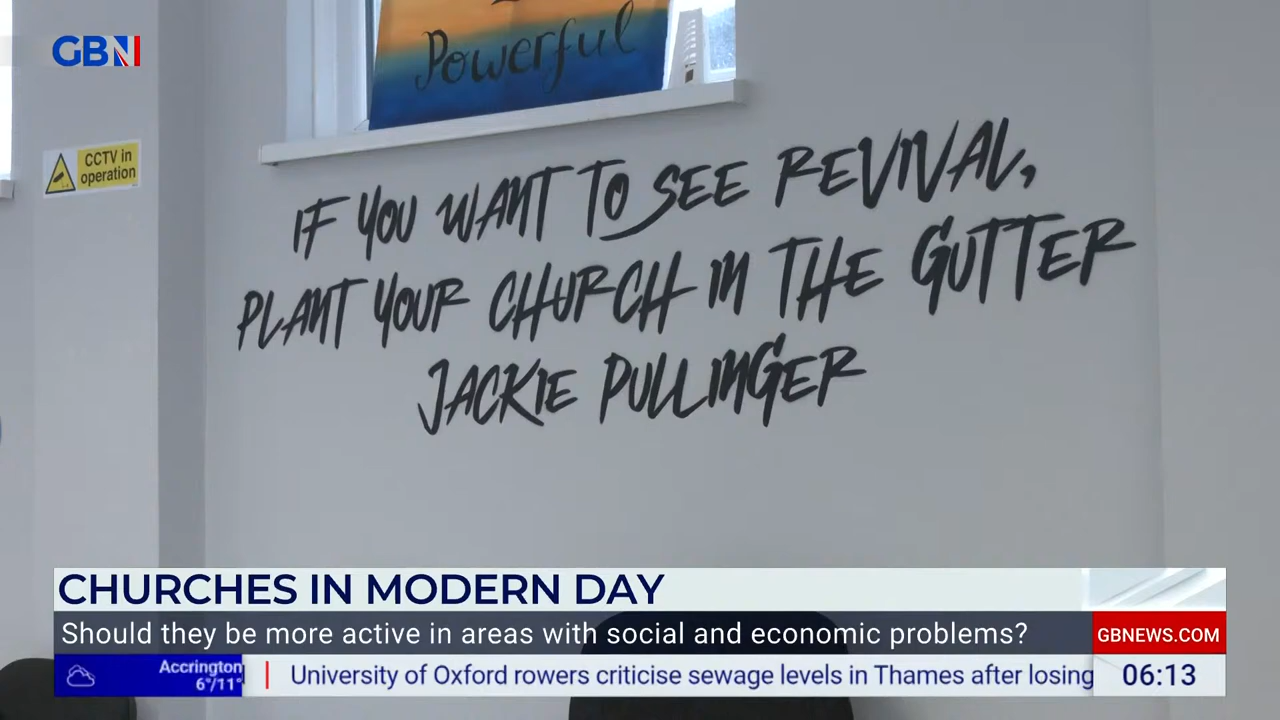 GBN
Powerful
CCTV in
operation
IF YOU WANT TO SEE REVIVAL,
PLANT YOUR CHURCH IN THE GUTTER
JACKIE PULLINGER
CHURCHES IN MODERN DAY
Should they be more active in areas with social and economic problems?
GBNEWS.COM
Accrington
6°/11°
University of Oxford rowers criticise sewage levels in Thames after losing
06:13